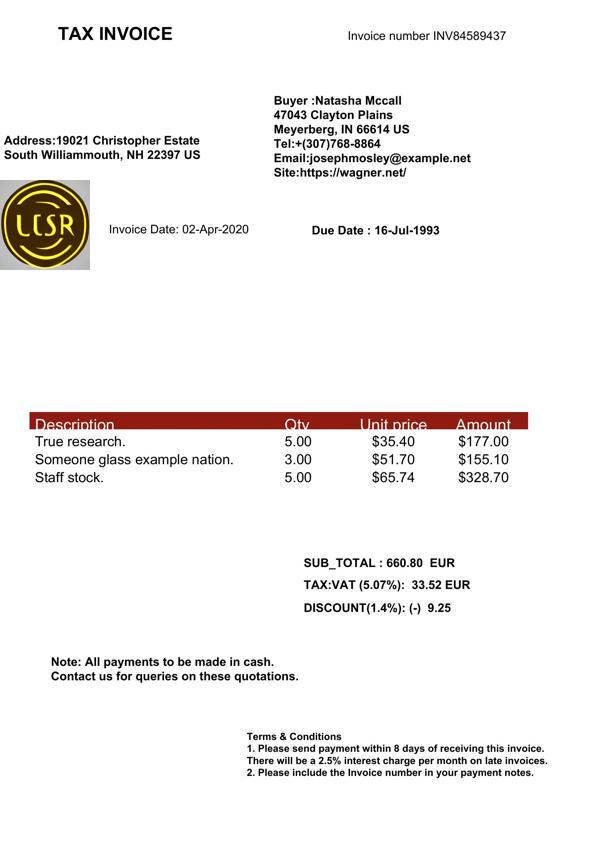 TAX INVOICE
Invoice number INV84589437
Buyer :Natasha Mccall
47043 Clayton Plains
Meyerberg, IN 66614 US
Tel:+(307)768-8864
Email:josephmosley@example.net
Site:https://wagner.net/
Address:19021 Christopher Estate
South Williammouth, NH 22397 US
LCSR
Invoice Date: 02-Apr-2020
Due Date : 16-Jul-1993
Description Qty Unit price Amount
True research. 5.00 $35.40 $177.00
Someone glass example nation. 3.00 $51.70 $155.10
Staff stock. 5.00 $65.74 $328.70
SUB_TOTAL : 660.80 EUR
TAX:VAT (5.07%): 33.52 EUR
DISCOUNT(1.4%): (-) 9.25
Note: All payments to be made in cash.
Contact us for queries on these quotations.
Terms & Conditions
1. Please send payment within 8 days of receiving this invoice.
There will be a 2.5% interest charge per month on late invoices.
2. Please include the Invoice number in your payment notes.